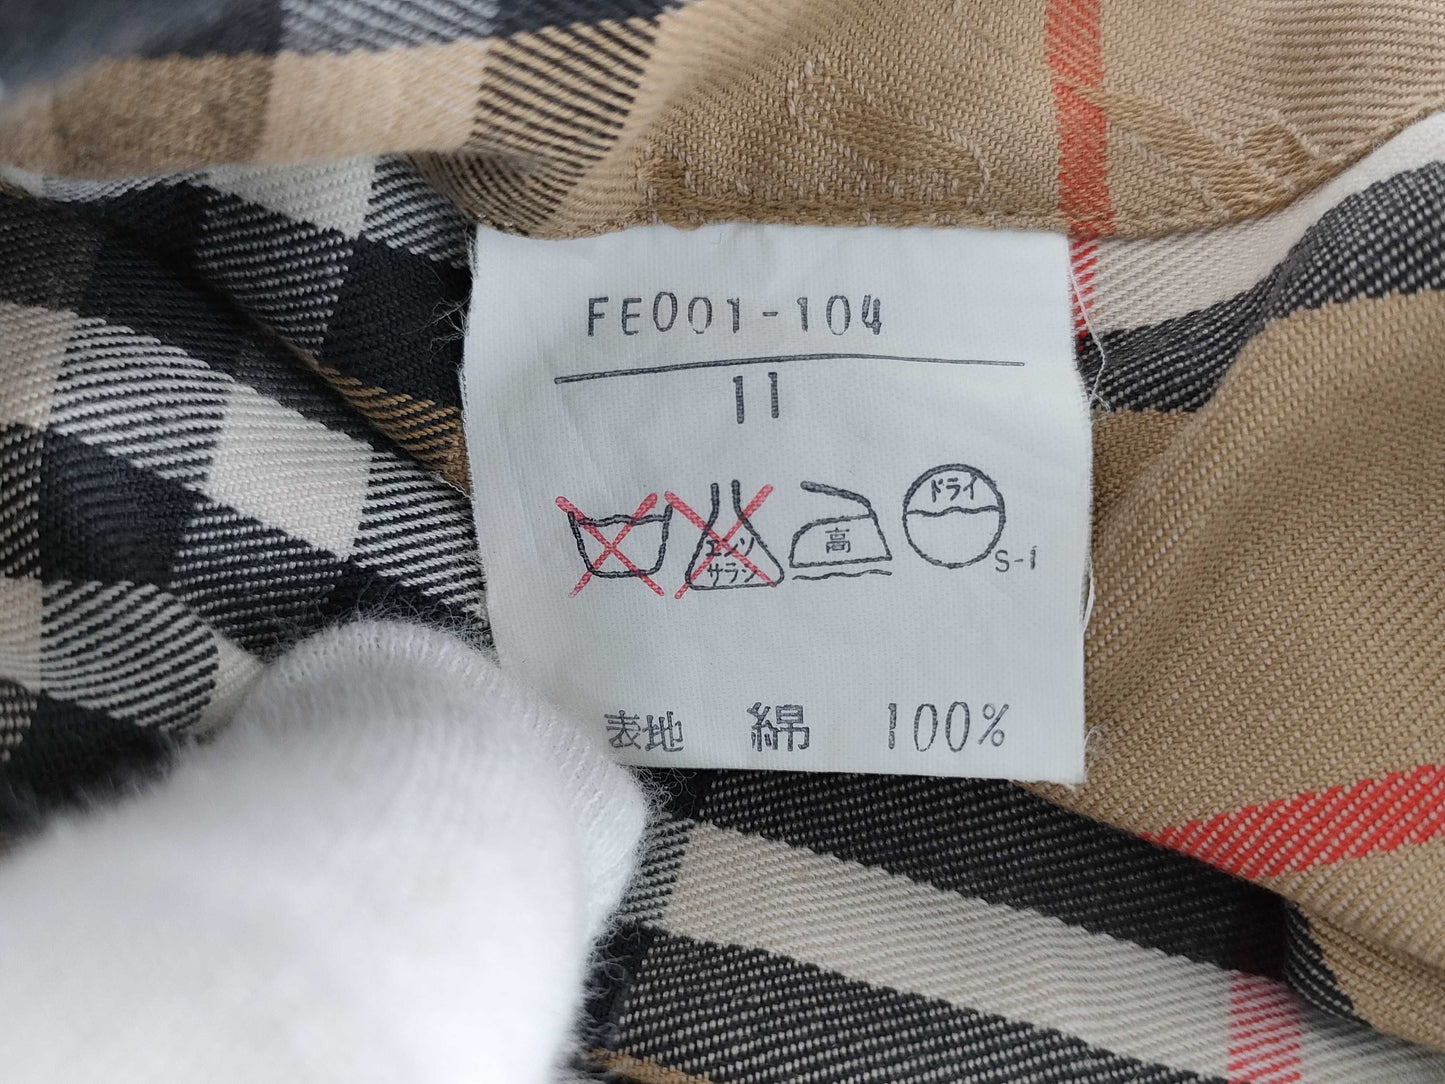 FE001-104
11
エンソ
サラシ
高
ドライ
S-1
表地 綿 100%